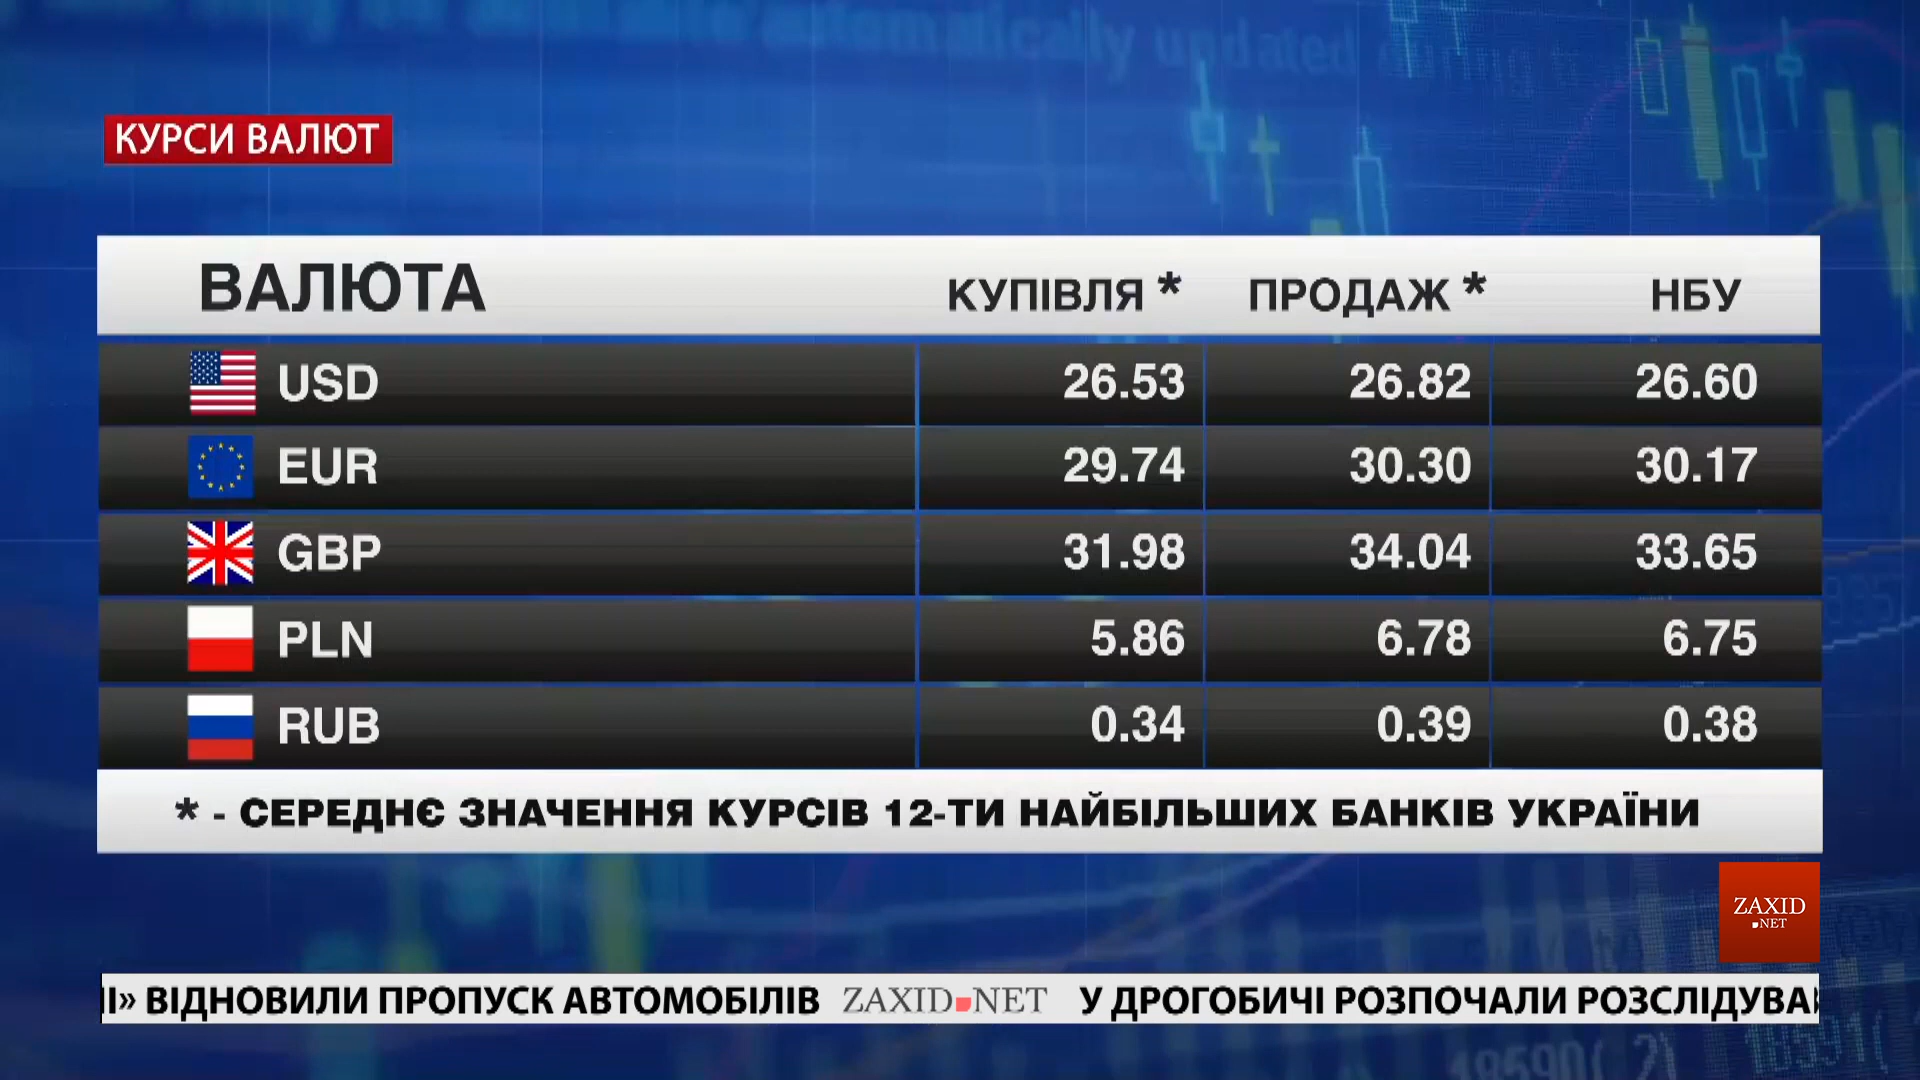 КУРСИ ВАЛЮТ
ВАЛЮТА КУПІВЛЯ * ПРОДАЖ * НБУ
USD 26.53 26.82 26.60
EUR 29.74 30.30 30.17
GBP 31.98 34.04 33.65
PLN 5.86 6.78 6.75
RUB 0.34 0.39 0.38
* - СЕРЕДНЄ ЗНАЧЕННЯ КУРСІВ 12-ТИ НАЙБІЛЬШИХ БАНКІВ УКРАЇНИ
ZAXID
.NET
І» ВІДНОВИЛИ ПРОПУСК АВТОМОБІЛІВ ZAXID.NET У ДРОГОБИЧІ РОЗПОЧАЛИ РОЗСЛІДУВА